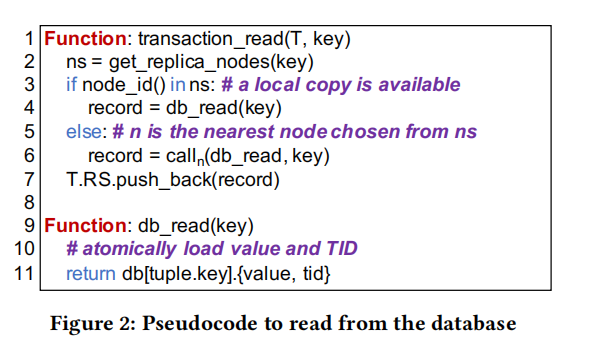 1 Function: transaction_read(T, key)
2 ns = get_replica_nodes(key)
3 if node_id() in ns: # a local copy is available
4 record = db_read(key)
5 else: # n is the nearest node chosen from ns
6 record = calln(db_read, key)
7 T.RS.push_back(record)
8
9 Function: db_read(key)
10 # atomically load value and TID
11 return db[tuple.key].{value, tid}
Figure 2: Pseudocode to read from the database